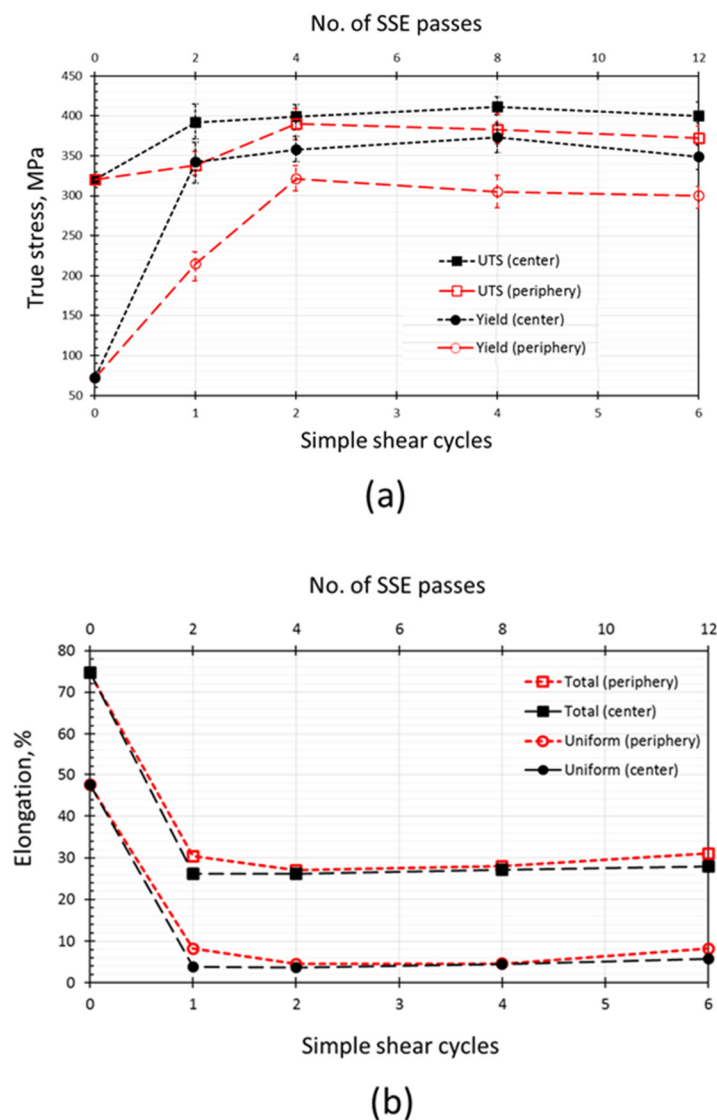 No. of SSE passes
0 2 4 6 8 10 12
450
400
350
300
250
200
150
100
50
True stress, MPa
UTS (center)
UTS (periphery)
Yield (center)
Yield (periphery)
0 1 2 3 4 5 6
Simple shear cycles
(a)
No. of SSE passes
0 2 4 6 8 10 12
80
70
60
50
40
30
20
10
0
Elongation, %
Total (periphery)
Total (center)
Uniform (periphery)
Uniform (center)
0 1 2 3 4 5 6
Simple shear cycles
(b)